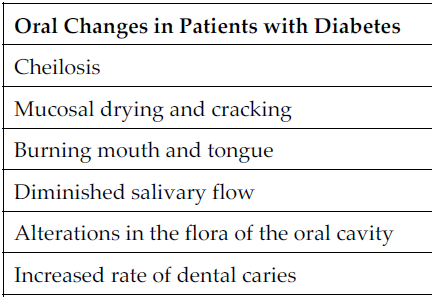 Oral Changes in Patients with Diabetes
Cheilosis
Mucosal drying and cracking
Burning mouth and tongue
Diminished salivary flow
Alterations in the flora of the oral cavity
Increased rate of dental caries